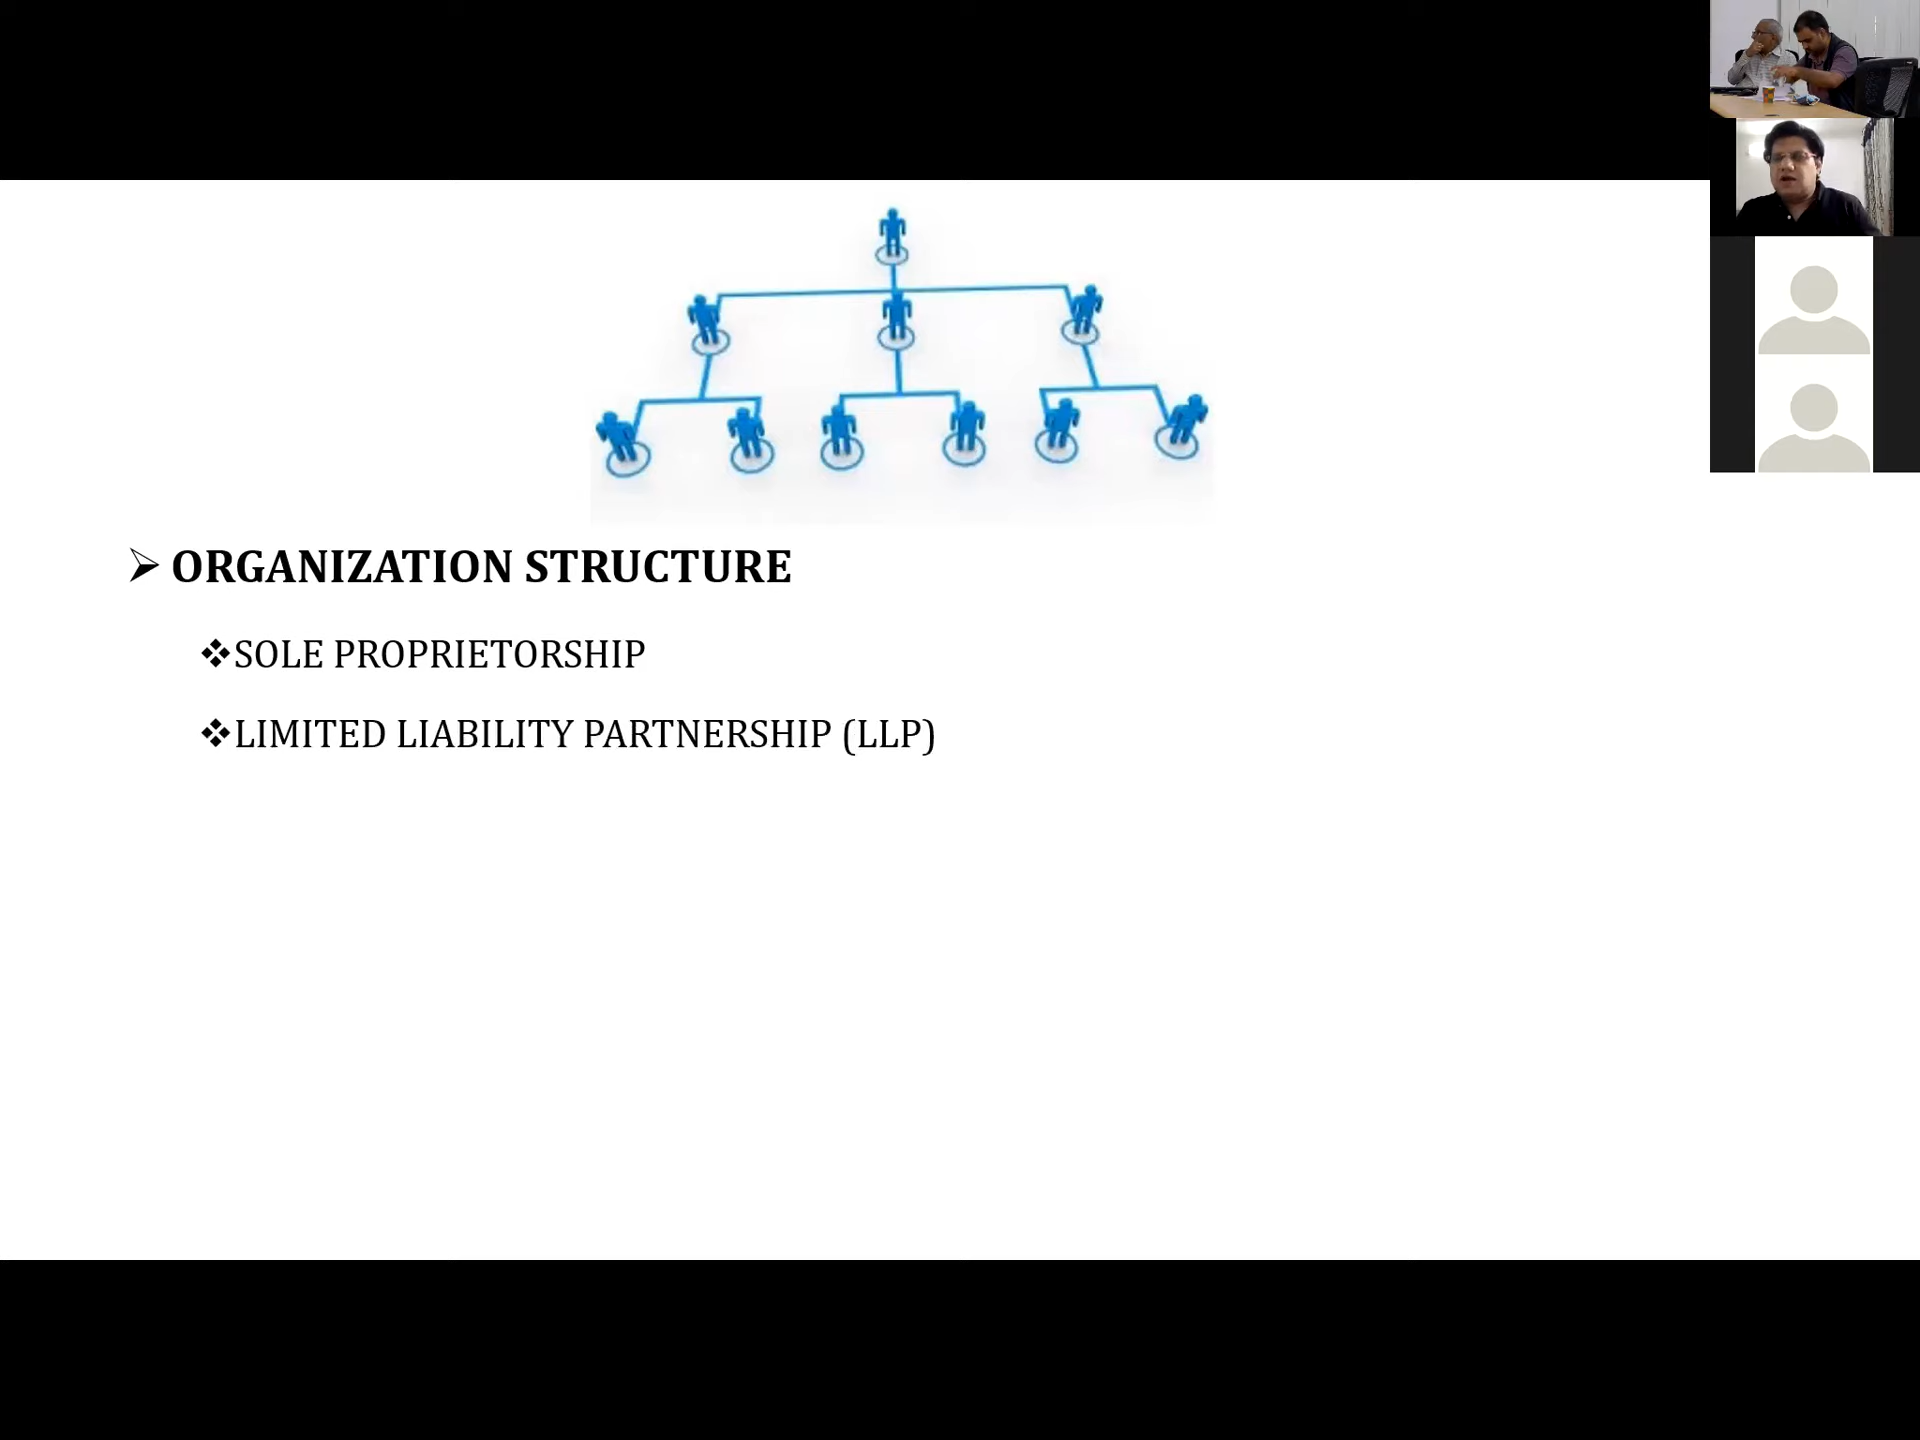 ➢ ORGANIZATION STRUCTURE
❖SOLE PROPRIETORSHIP
❖LIMITED LIABILITY PARTNERSHIP (LLP)